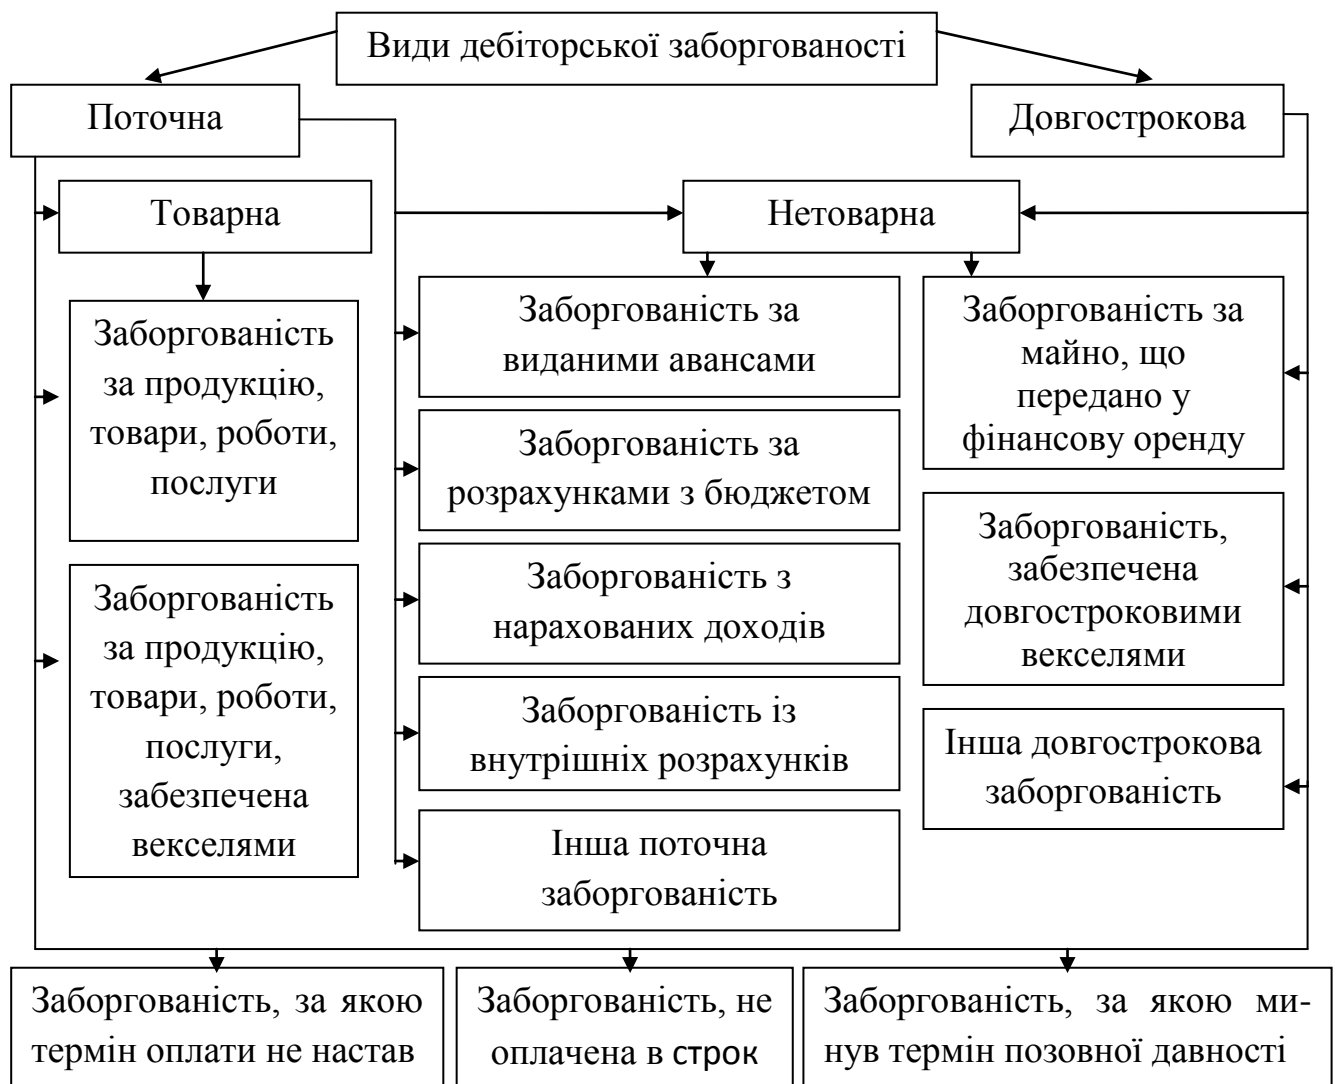 Види дебіторської заборгованості
Поточна
Довгострокова
Товарна
Нетоварна
Заборгованість
за продукцію,
товари, роботи,
послуги
Заборгованість
за продукцію,
товари, роботи,
послуги,
забезпечена
векселями
Заборгованість за
виданими авансами
Заборгованість за
розрахунками з бюджетом
Заборгованість з
нарахованих доходів
Заборгованість із
внутрішніх розрахунків
Інша поточна
заборгованість
Заборгованість за
майно, що
передано у
фінансову оренду
Заборгованість,
забезпечена
довгостроковими
векселями
Інша довгострокова
заборгованість
Заборгованість, за якою
термін оплати не настав
Заборгованість, не
оплачена в строк
Заборгованість, за якою ми-
нув термін позовної давності